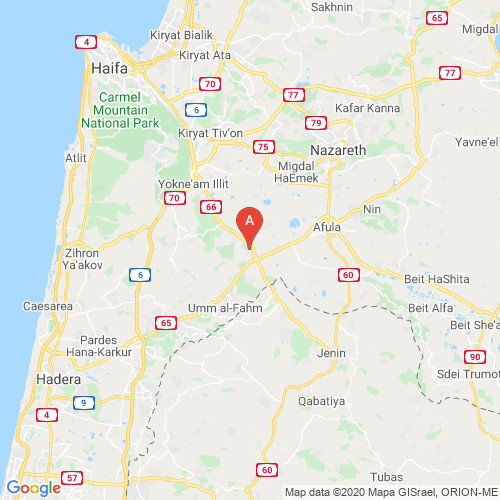 Sakhnin
65
Migdal
Kiryat Bialik
4
Kiryat Ata
Haifa
70
77
77
Carmel
Mountain
National Park
6
Kafar Kanna
79
Kiryat Tiv'on
Yavne'el
75
Nazareth
Atlit
Migdal
HaEmek
Yokne'am Illit
70
66
Nin
A
Afula
Zihron
Ya'akov
6
60
Beit HaShita
Caesarea
Umm al-Fahm
Beit Alfa
65
Beit She'a
Pardes
Hana-Karkur
Jenin
90
Hadera
Sdei Trumot
9
Qabatiya
4
60
57
Tubas
Google
Map data ©2020 Mapa GISrael, ORION-ME